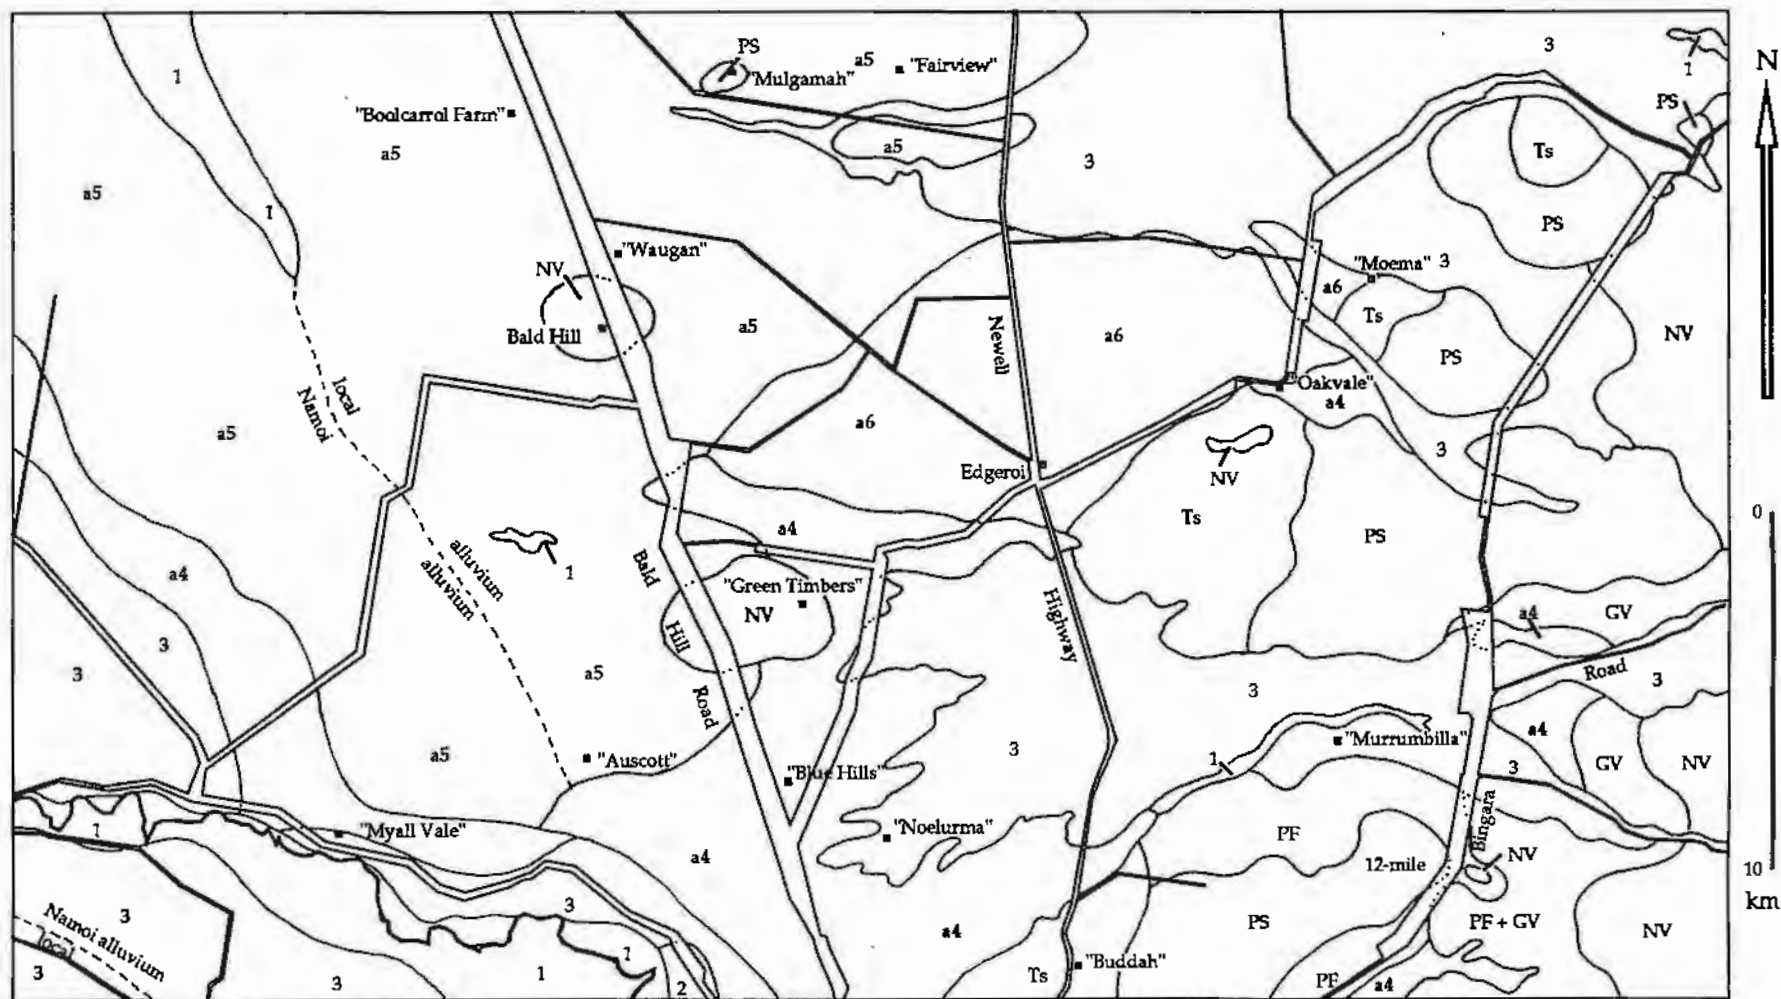 3
PS
1
N
a5
"Fairview"
1
"Mulgamah"
PS
"Boolcarrol Farm"
a5
a5
Ts
3
a5
1
PS
"Waugan"
"Moema"
3
NV
a6
Ts
a5
Bald Hill
Newell
a6
PS
NV
local
Namoi
"Oakvale"
a4
a5
a6
3
Edgeroi
NV
0
Ts
a4
PS
alluvium
alluvium
1
Bald
a4
"Green Timbers"
NV
Highway
a4
GV
Hill
3
a5
3
Road
3
3
Road
a4
"Murrumbilla"
a5
"Auscott"
3
1
3
GV
NV
"Blue Hills"
1
"Myall Vale"
"Noelurma"
PF
Bingara
a4
NV
12-mile
10
km
3
3
Namoi alluvium
local
a4
PS
PF + GV
NV
1
3
3
1
2
Ts
"Buddah"
PF
a4